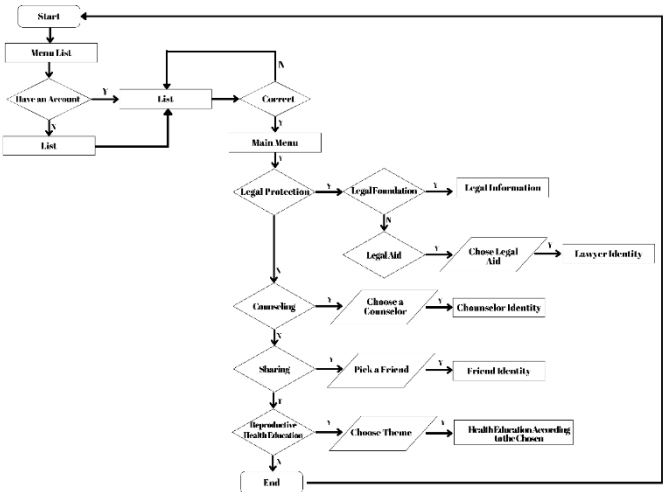 Start
Menu List
Have an Account
Y
List
N
Correct
N
List
Y
Main Menu
Y
Legal Protection
Y
Legal Foundation
Y
Legal Information
N
Legal Aid
Y
Chose Legal
Aid
Y
Lawyer Identity
N
Counseling
Y
Choose a
Counselor
Y
Chounselor Identity
N
Sharing
Y
Pick a Friend
Y
Friend Identity
Y
Reproductive
Health Education
Y
Choose Theme
Y
Health Education According
to the Chosen
N
End